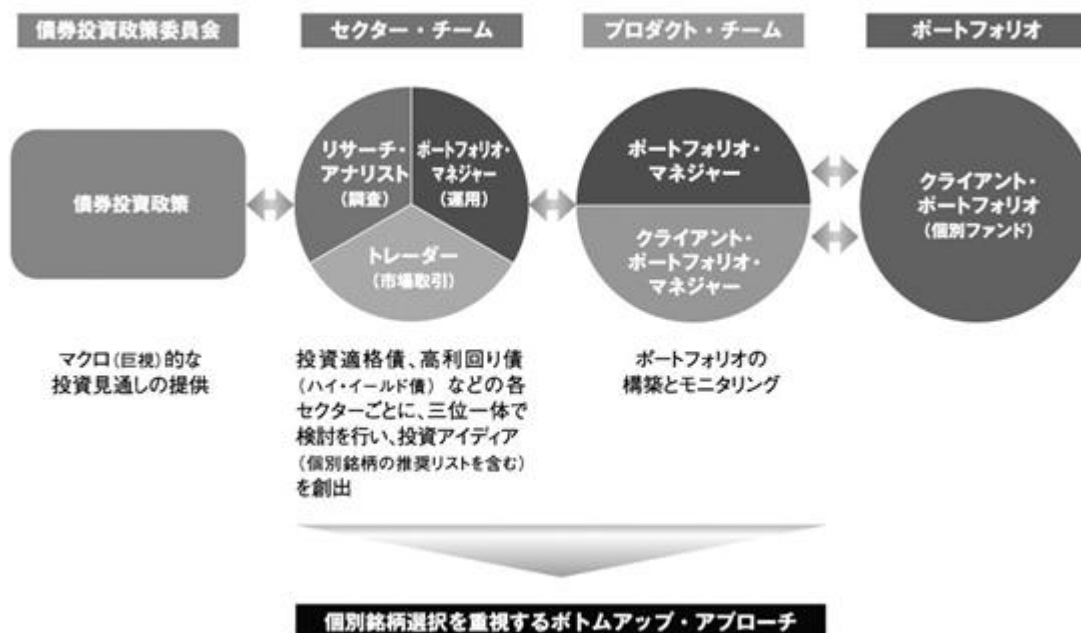 債券投資政策委員会
セクター・チーム
プロダクト・チーム
ポートフォリオ
債券投資政策
リサーチ・
アナリスト
(調査)
ポートフォリオ・
マネジャー
(運用)
トレーダー
(市場取引)
ポートフォリオ・
マネジャー
クライアント・
ポートフォリオ・
マネジャー
クライアント・
ポートフォリオ
(個別ファンド)
マクロ(巨視)的な
投資見通しの提供
投資適格債、高利回り債
(ハイ・イールド債)などの各
セクターごとに、三位一体で
検討を行い、投資アイディア
(個別銘柄の推奨リストを含む)
を創出
ポートフォリオの
構築とモニタリング
個別銘柄選択を重視するボトムアップ・アプローチ